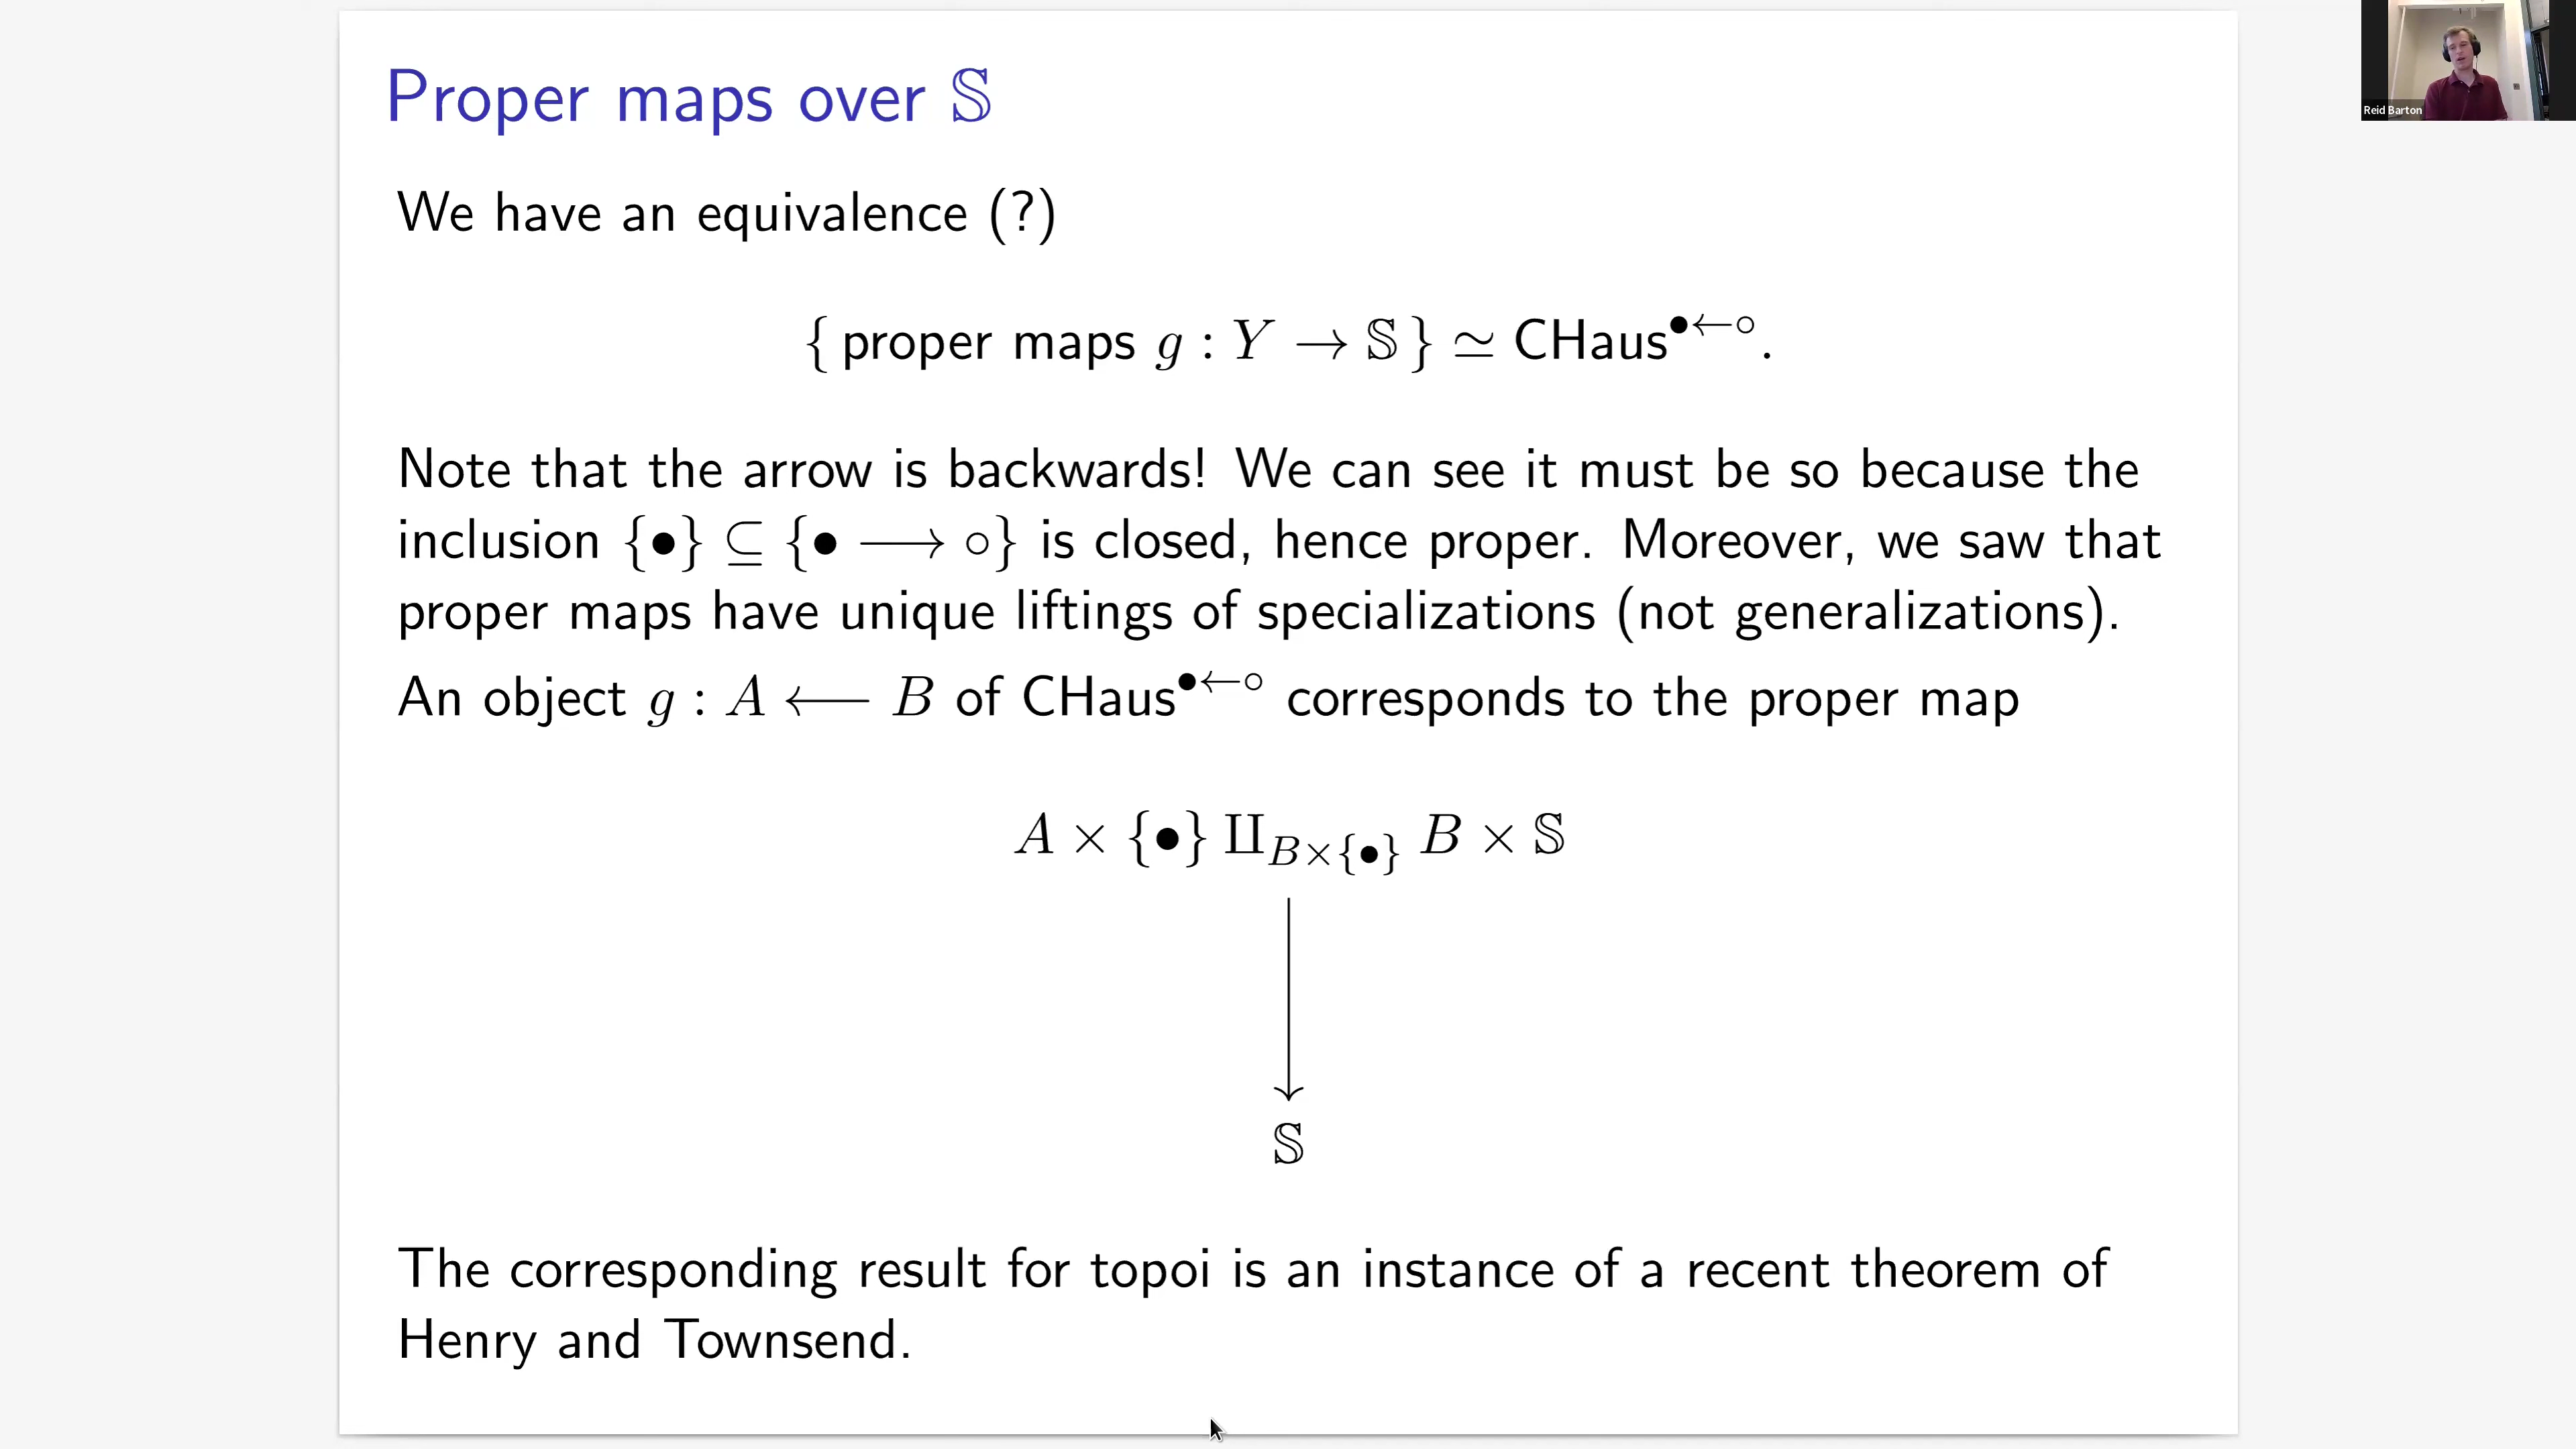 Proper maps over 𝕊
Reid Barton
We have an equivalence (?)
{ proper maps g : Y → 𝕊 } ≃ CHaus^{•←∘}.
Note that the arrow is backwards! We can see it must be so because the
inclusion {•} ⊆ {• ⟶ ∘} is closed, hence proper. Moreover, we saw that
proper maps have unique liftings of specializations (not generalizations).
An object g : A ⟵ B of CHaus^{•←∘} corresponds to the proper map
A × {•} ∐_{B×{•}} B × 𝕊
𝕊
The corresponding result for topoi is an instance of a recent theorem of
Henry and Townsend.